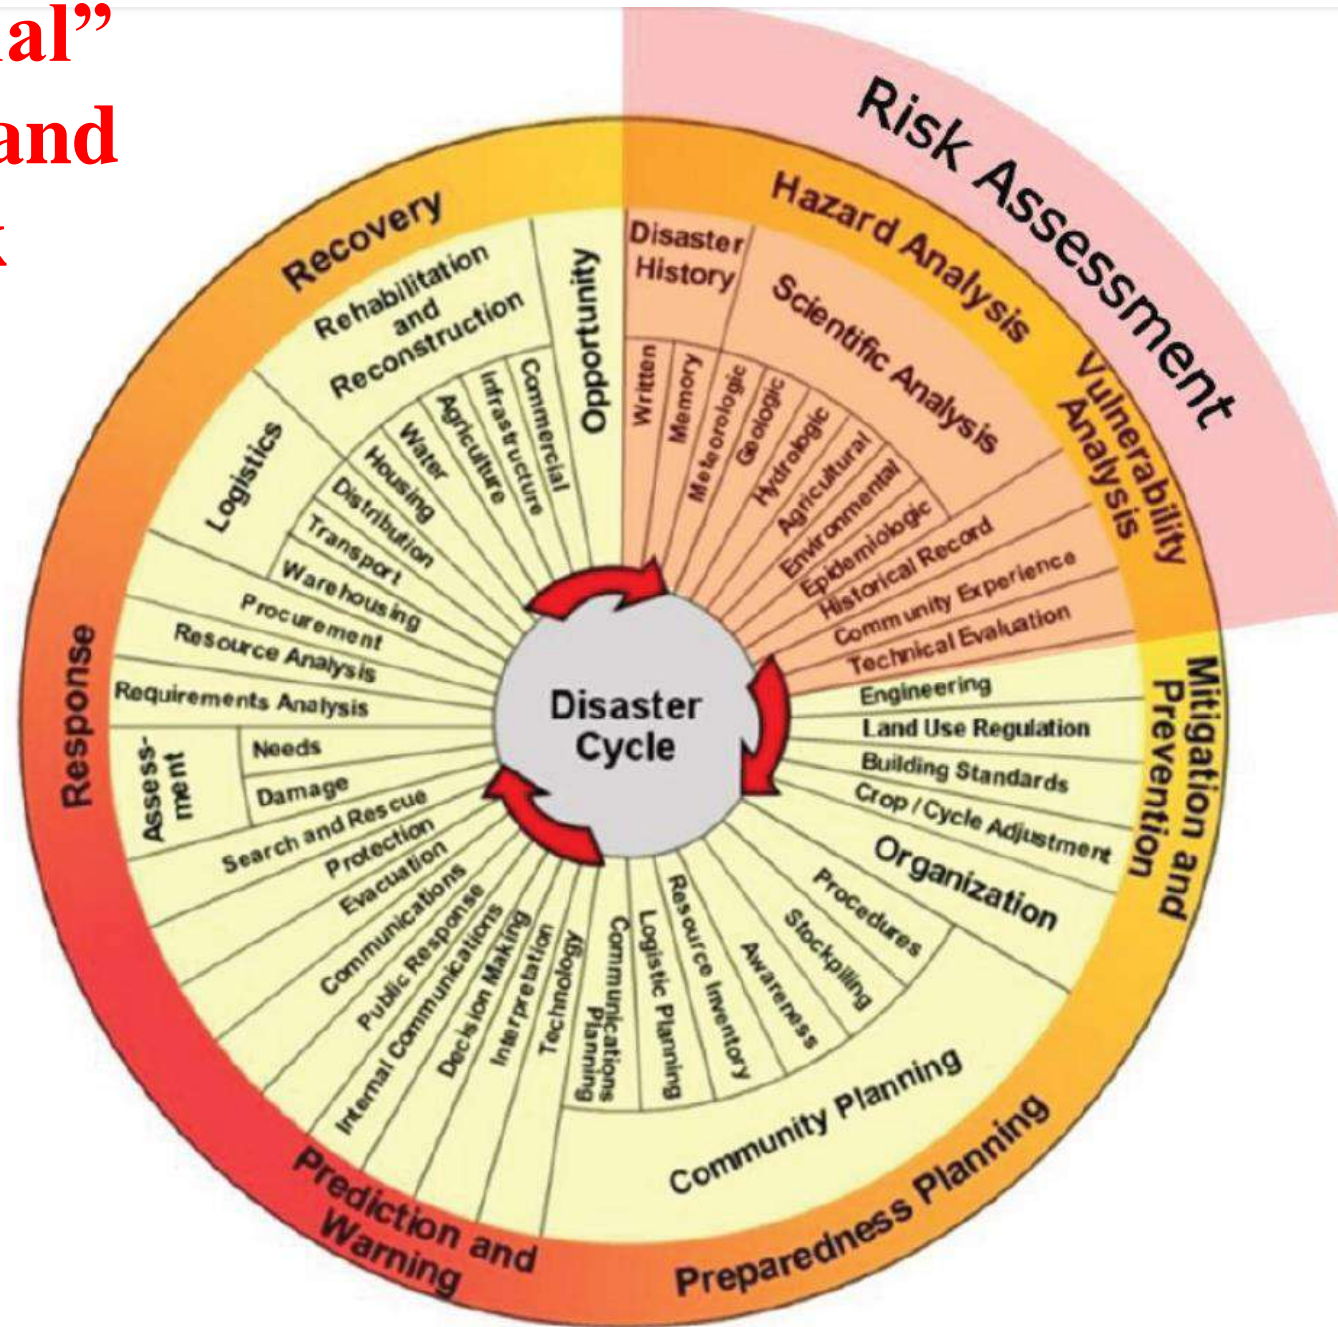 al”
and
Risk Assessment
Hazard Analysis
Vulnerability
Analysis
Mitigation and
Prevention
Preparedness Planning
Prediction and
Warning
Response
Recovery
Disaster
History
Written
Memory
Scientific Analysis
Meteorologic
Geologic
Hydrologic
Agricultural
Environmental
Epidemiologic
Historical Record
Community Experience
Technical Evaluation
Engineering
Land Use Regulation
Building Standards
Crop / Cycle Adjustment
Organization
Community Planning
Procedures
Stockpilling
Awareness
Resource Inventory
Logistic Planning
Communications
Planning
Technology
Interpretation
Decision Making
Internal Communications
Public Response
Communications
Evacuation
Protection
Search and Rescue
Assess-
ment
Damage
Needs
Requirements Analysis
Resource Analysis
Procurement
Logistics
Warehousing
Transport
Distribution
Rehabilitation
and
Reconstruction
Housing
Water
Agriculture
Infrastructure
Commercial
Opportunity
Disaster
Cycle